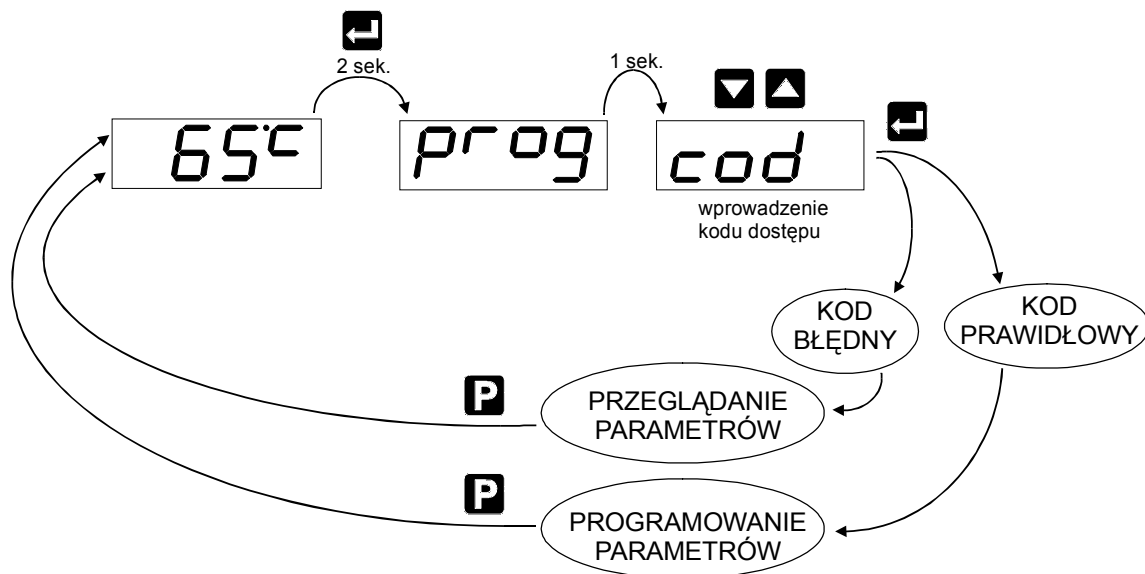 2 sek.
1 sek.
65°C
prog
cod
wprowadzenie
kodu dostępu
KOD
BŁĘDNY
KOD
PRAWIDŁOWY
P
PRZEGLĄDANIE
PARAMETRÓW
P
PROGRAMOWANIE
PARAMETRÓW